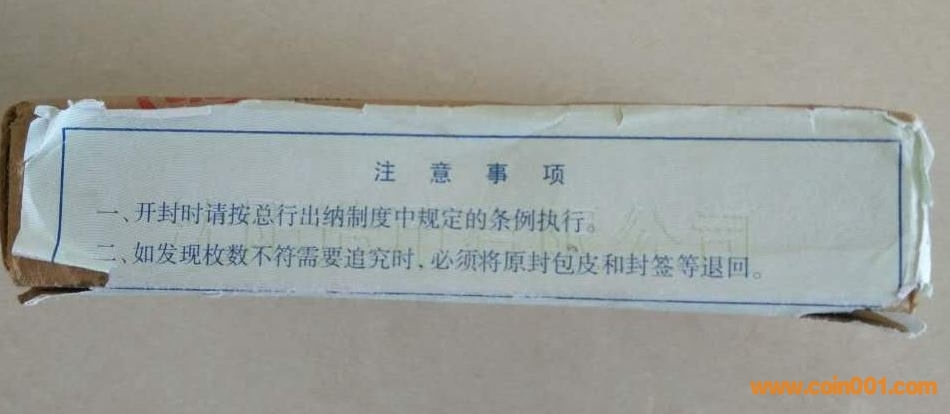 注意事项
一、开封时请按总行出纳制度中规定的条例执行。
二、如发现枚数不符需要追究时，必须将原封包皮和封签等退回。
www.coin001.com